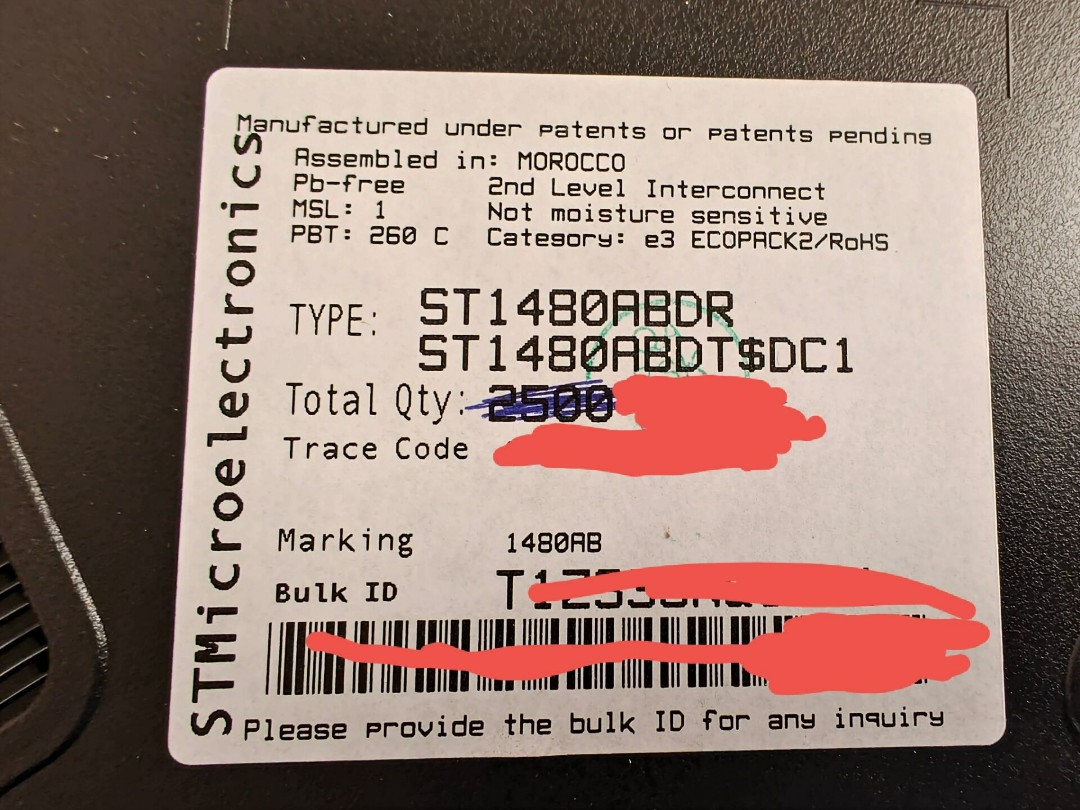 STMicroelectronics
Manufactured under patents or patents pending
Assembled in: MOROCCO
Pb-free 2nd Level Interconnect
MSL: 1 Not moisture sensitive
PBT: 260 C Category: e3 ECOPACK2/RoHS
TYPE: ST1480ABDR
ST1480ABDT$DC1
Total Qty: 2500
Trace Code
Marking 1480AB
Bulk ID
Please provide the bulk ID for any inquiry